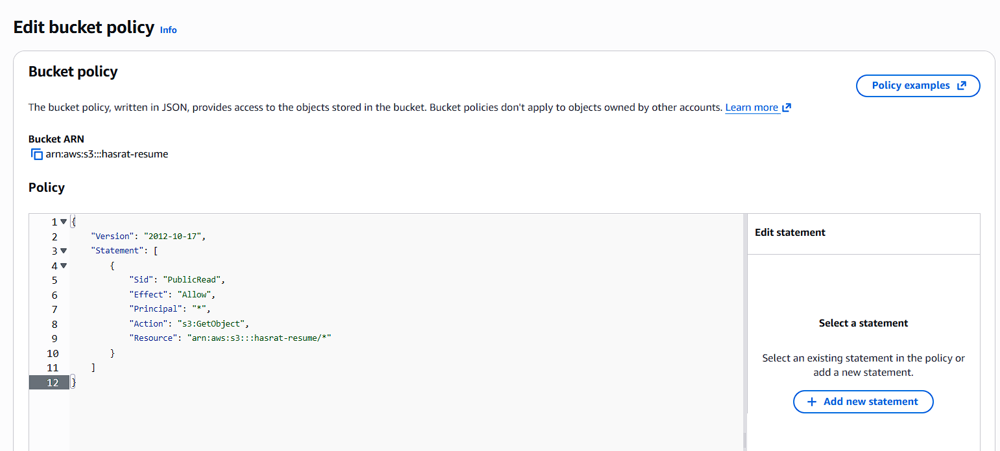 Edit bucket policy Info
Bucket policy
Policy examples
The bucket policy, written in JSON, provides access to the objects stored in the bucket. Bucket policies don't apply to objects owned by other accounts. Learn more
Bucket ARN
arn:aws:s3:::hasrat-resume
Policy
1 {
2 "Version": "2012-10-17",
3 "Statement": [
4 {
5 "Sid": "PublicRead",
6 "Effect": "Allow",
7 "Principal": "*",
8 "Action": "s3:GetObject",
9 "Resource": "arn:aws:s3:::hasrat-resume/*"
10 }
11 ]
12 }
Edit statement
Select a statement
Select an existing statement in the policy or
add a new statement.
+ Add new statement